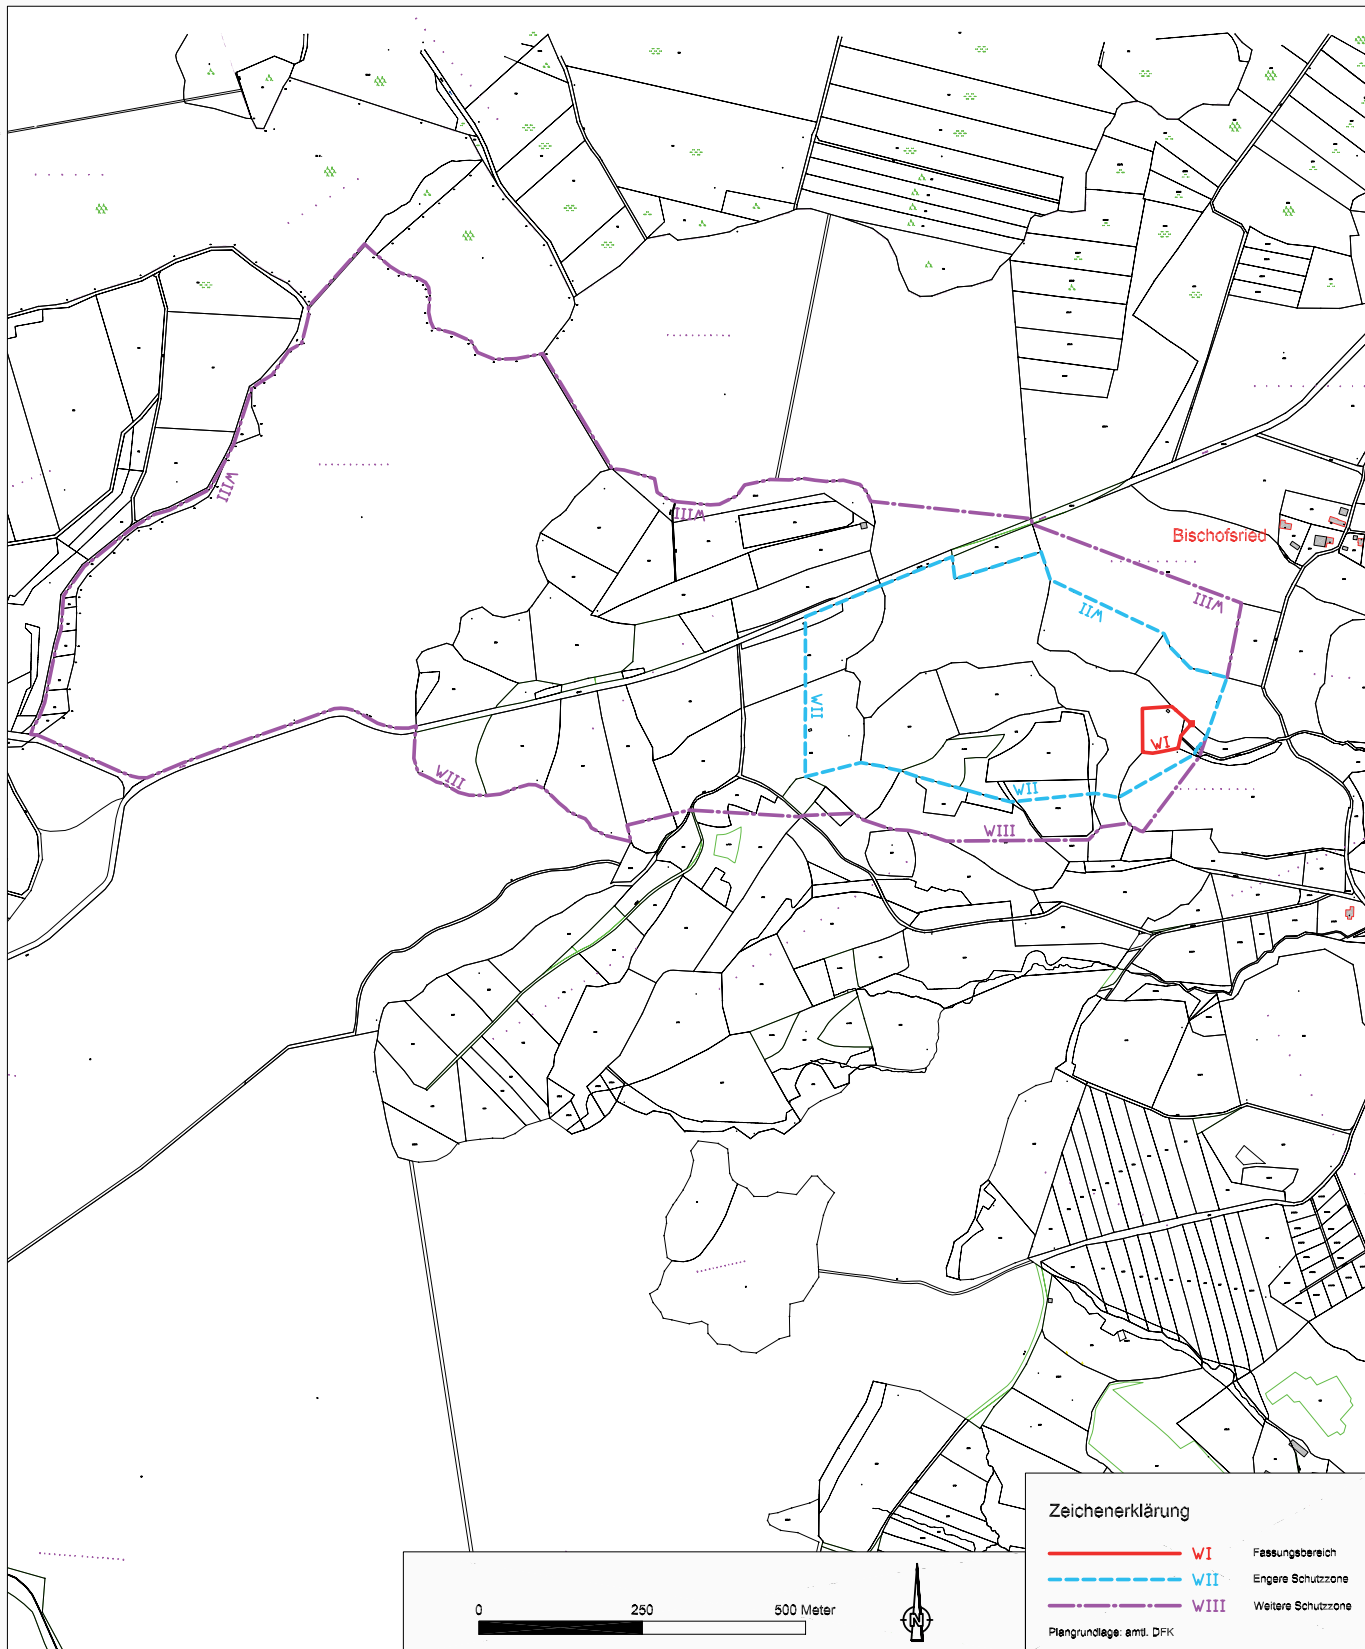 WIII
WIII
Bischofsried
WII
WIII
WII
WI
WIII
WII
WIII
Zeichenerklärung
WI Fassungsbereich
WII Engere Schutzzone
WIII Weitere Schutzzone
Plangrundlage: amtl. DFK
0 250 500 Meter
N